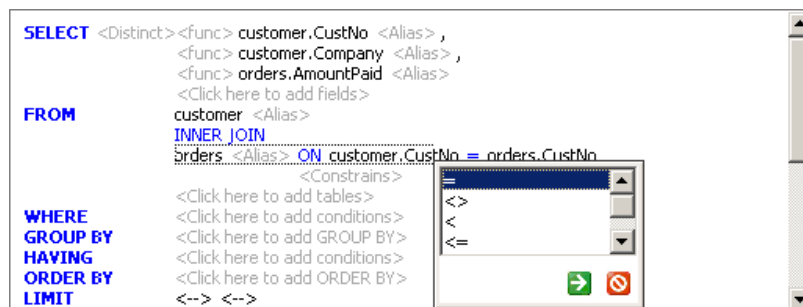 SELECT <Distinct> <func> customer.CustNo <Alias> ,
<func> customer.Company <Alias> ,
<func> orders.AmountPaid <Alias>
<Click here to add fields>
FROM customer <Alias>
INNER JOIN
orders <Alias> ON customer.CustNo = orders.CustNo
<Constrains>
<Click here to add tables>
WHERE <Click here to add conditions>
GROUP BY <Click here to add GROUP BY>
HAVING <Click here to add conditions>
ORDER BY <Click here to add ORDER BY>
LIMIT <--> <-->
=
<>
<
<=